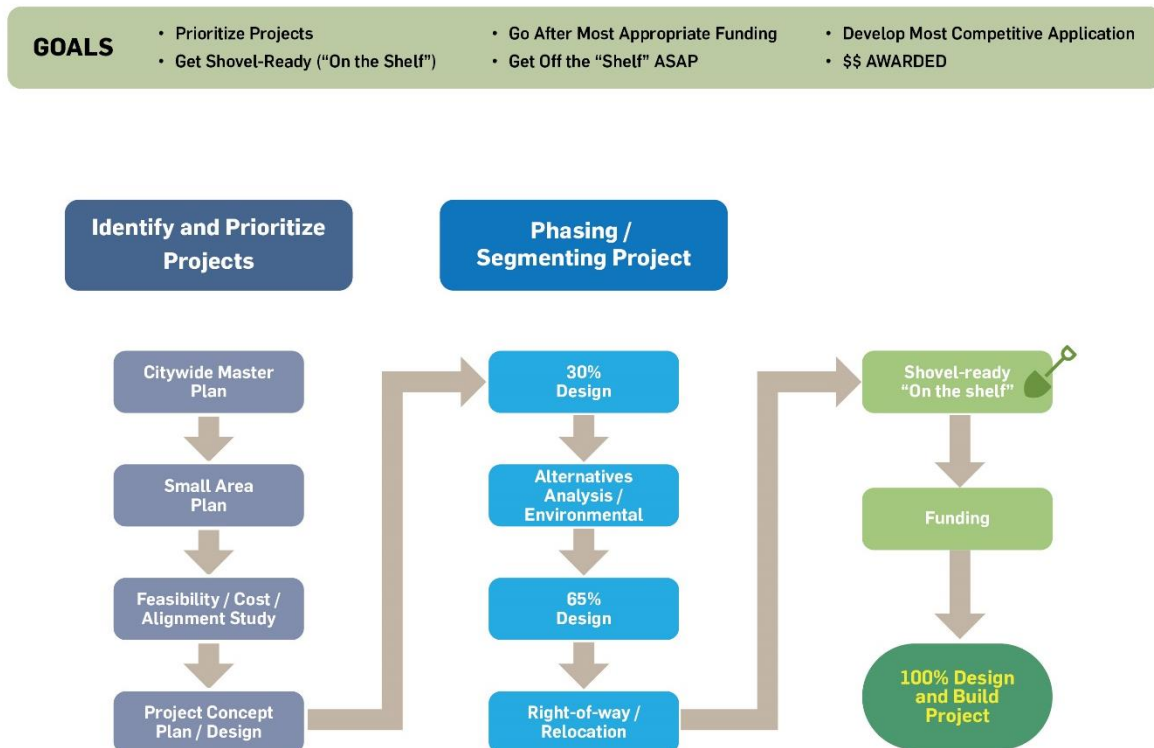 GOALS
• Prioritize Projects
• Get Shovel-Ready (“On the Shelf”)
• Go After Most Appropriate Funding
• Get Off the “Shelf” ASAP
• Develop Most Competitive Application
• $$ AWARDED
Identify and Prioritize
Projects
Citywide Master
Plan
Small Area
Plan
Feasibility / Cost /
Alignment Study
Project Concept
Plan / Design
Phasing /
Segmenting Project
30%
Design
Alternatives
Analysis /
Environmental
65%
Design
Right-of-way /
Relocation
Shovel-ready
“On the shelf”
Funding
100% Design
and Build
Project